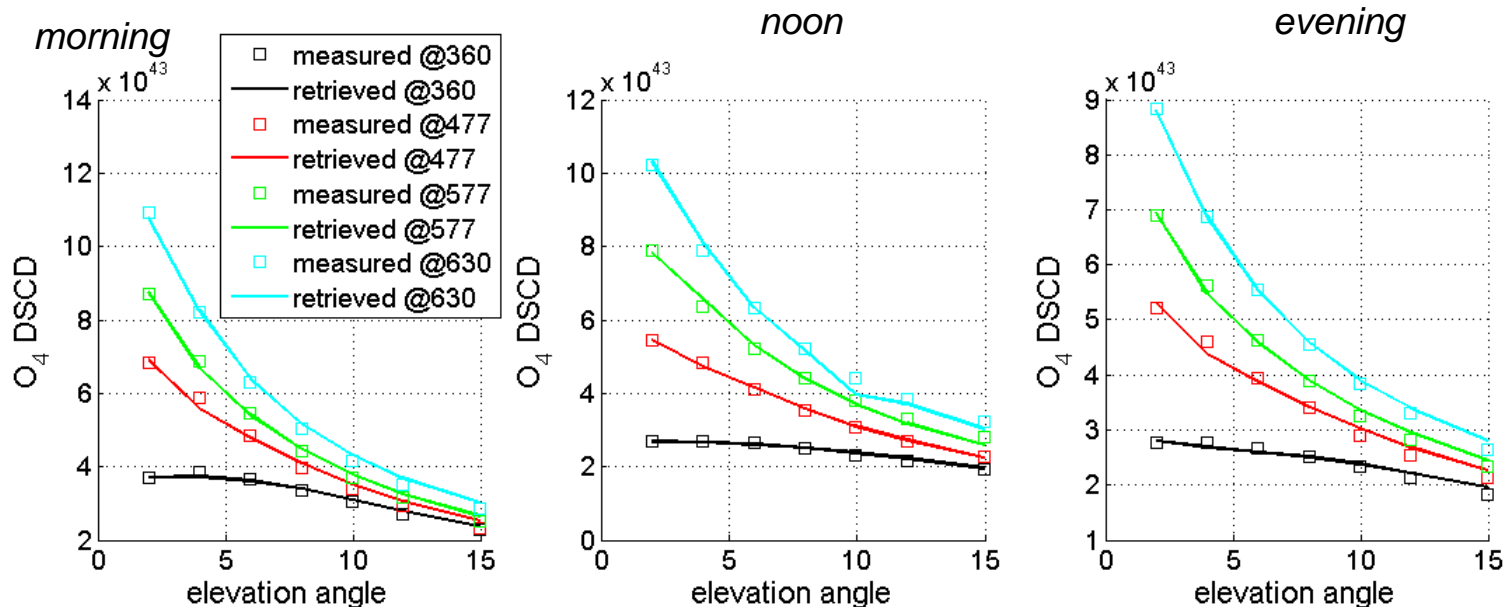 morning
noon
evening
measured @360
retrieved @360
measured @477
retrieved @477
measured @577
retrieved @577
measured @630
retrieved @630
x 10^43
14
12
10
8
6
4
2
O4 DSCD
0 5 10 15
elevation angle
x 10^43
12
10
8
6
4
2
0
O4 DSCD
0 5 10 15
elevation angle
x 10^43
9
8
7
6
5
4
3
2
1
O4 DSCD
0 5 10 15
elevation angle